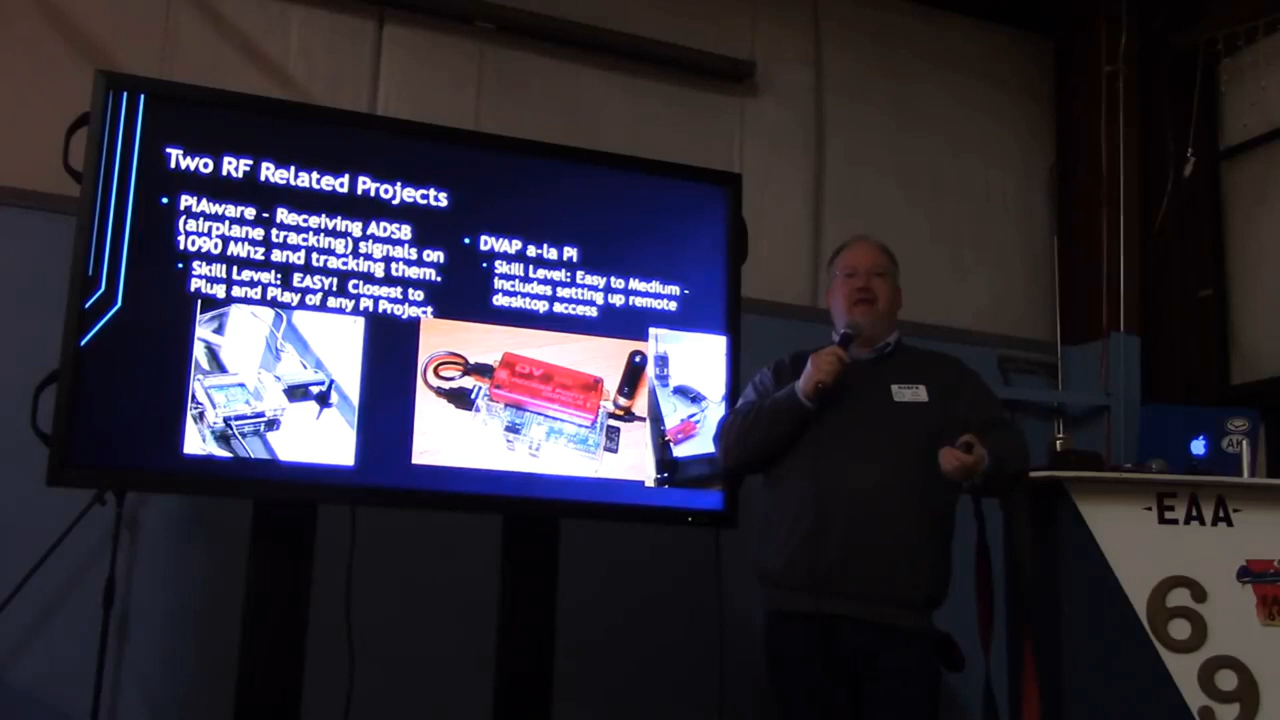 Two RF Related Projects
• PiAware - Receiving ADSB
(airplane tracking) signals on
1090 Mhz and tracking them.
• Skill Level: EASY! Closest to
Plug and Play of any Pi Project
• DVAP a-la Pi
• Skill Level: Easy to Medium -
includes setting up remote
desktop access
DV
AK
-EAA-
69